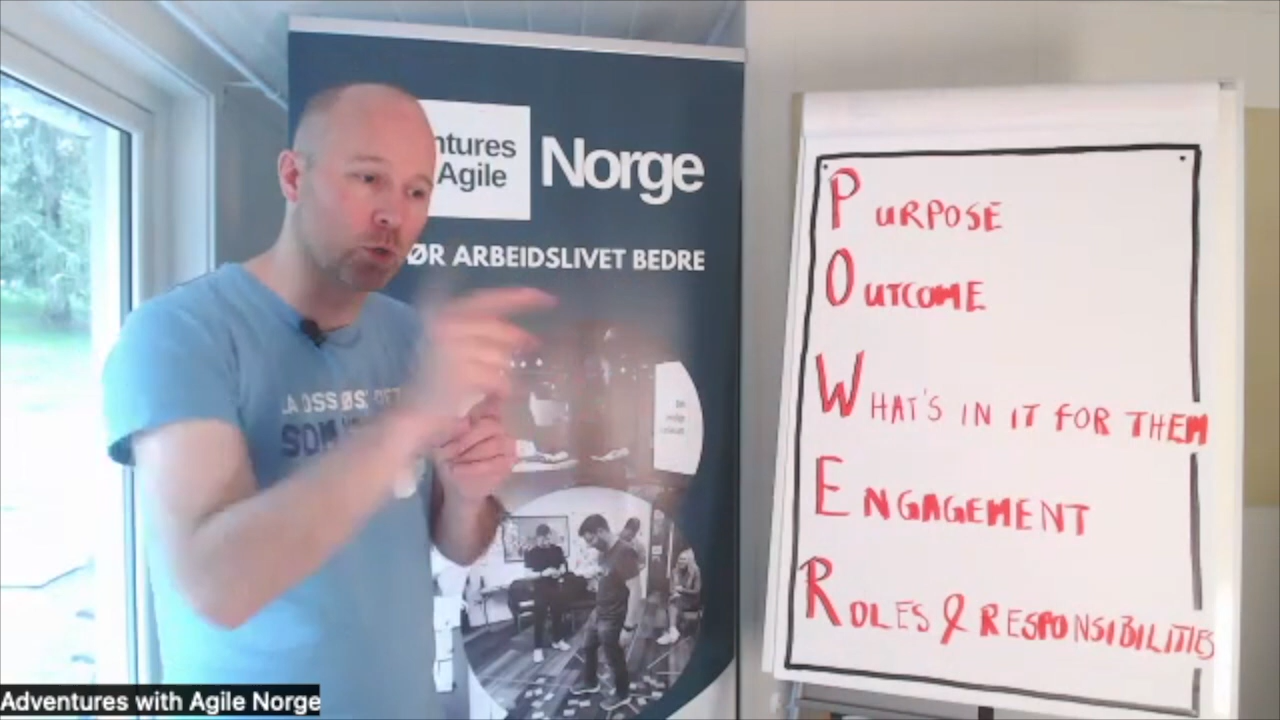 ntures
Agile
Norge
ØR ARBEIDSLIVET BEDRE
SOM
PURPOSE
OUTCOME
WHAT'S IN IT FOR THEM
ENGAGEMENT
ROLES & RESPONSIBILITIES
Adventures with Agile Norge